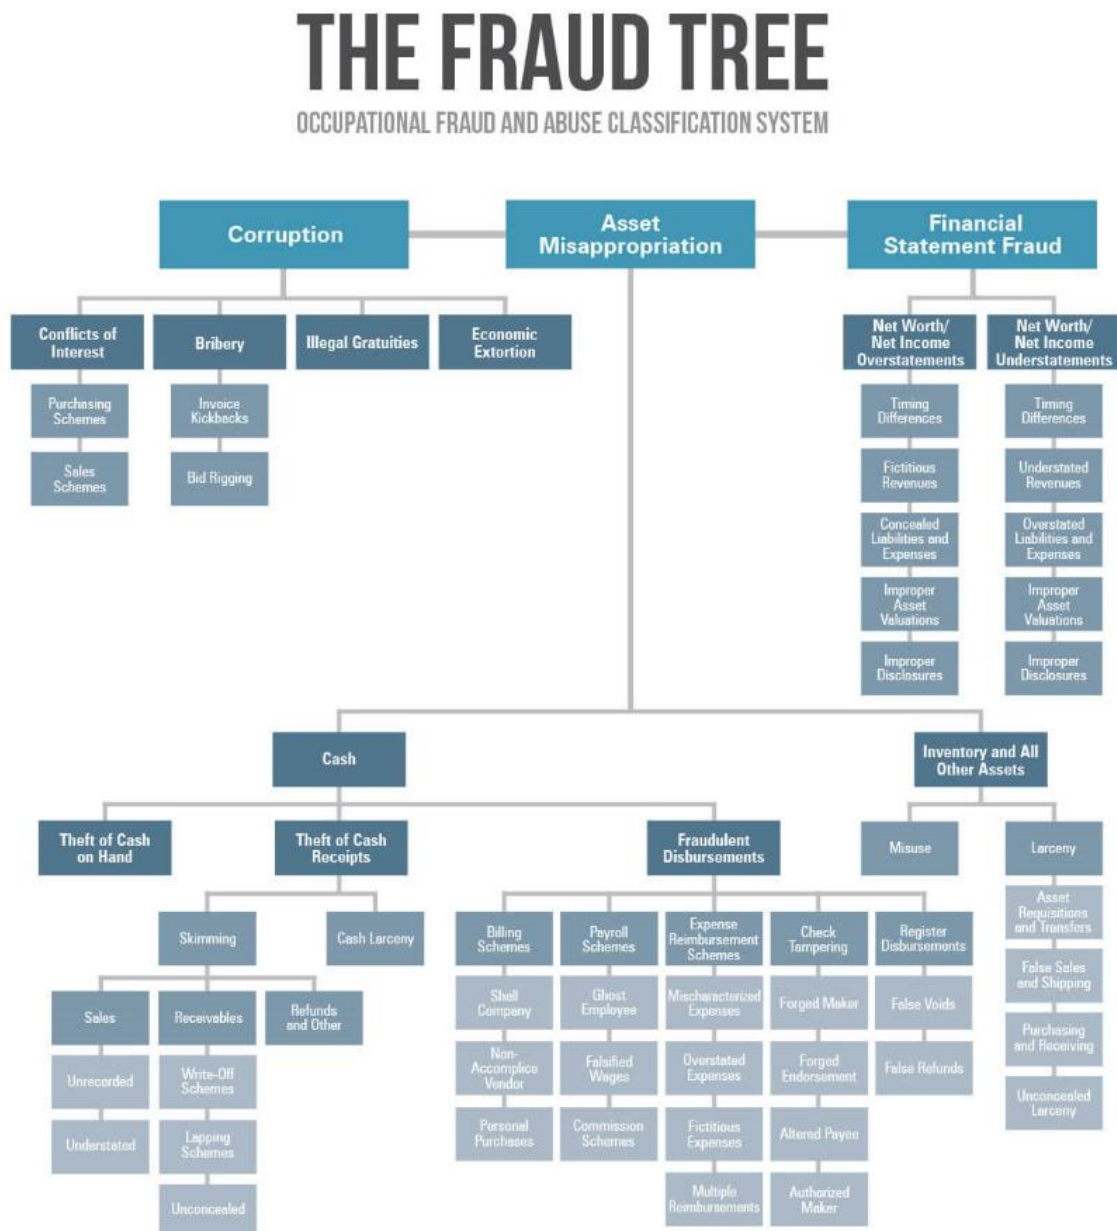 THE FRAUD TREE
OCCUPATIONAL FRAUD AND ABUSE CLASSIFICATION SYSTEM
Corruption
Asset
Misappropriation
Financial
Statement Fraud
Conflicts of
Interest
Bribery
Illegal Gratuities
Economic
Extortion
Net Worth/
Net Income
Overstatements
Net Worth/
Net Income
Understatements
Purchasing
Schemes
Sales
Schemes
Invoice
Kickbacks
Bid Rigging
Timing
Differences
Fictitious
Revenues
Concealed
Liabilities and
Expenses
Improper
Asset
Valuations
Improper
Disclosures
Timing
Differences
Understated
Revenues
Overstated
Liabilities and
Expenses
Improper
Asset
Valuations
Improper
Disclosures
Cash
Inventory and All
Other Assets
Theft of Cash
on Hand
Theft of Cash
Receipts
Fraudulent
Disbursements
Misuse
Larceny
Asset
Requisitions
and Transfers
False Sales
and Shipping
Purchasing
and Receiving
Unconcealed
Larceny
Skimming
Cash Larceny
Sales
Unrecorded
Understated
Receivables
Write-Off
Schemes
Lapping
Schemes
Unconcealed
Refunds
and Other
Billing
Schemes
Shell
Company
Non-
Accomplice
Vendor
Personal
Purchases
Payroll
Schemes
Ghost
Employee
Falsified
Wages
Commission
Schemes
Expense
Reimbursement
Schemes
Mischaracterized
Expenses
Overstated
Expenses
Fictitious
Expenses
Multiple
Reimbursements
Check
Tampering
Forged Maker
Forged
Endorsement
Altered Payee
Authorized
Maker
Register
Disbursements
False Voids
False Refunds